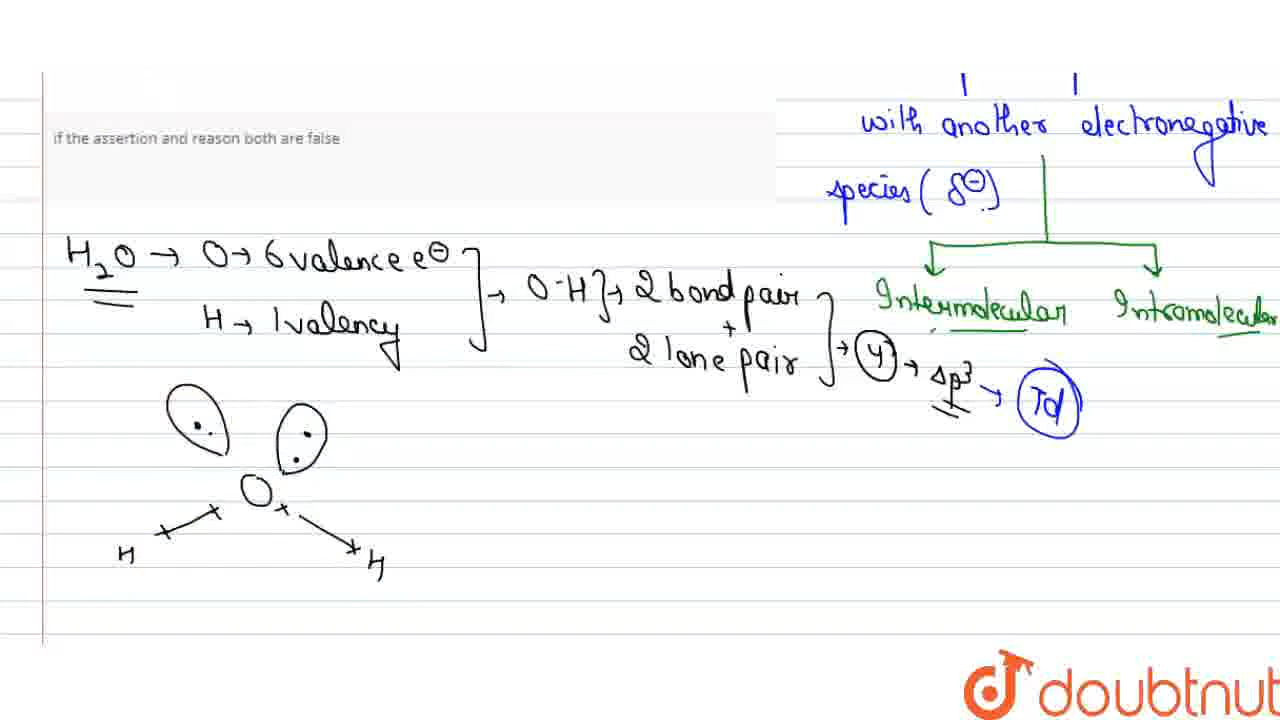 if the assertion and reason both are false
with another electronegative
species (δ⊖)
Intermolecular Intramolecular
H₂O → O → 6 valence e⊖
H → 1 valency
→ O-H } → 2 bond pair
+
2 lone pair
→ 4 → sp³ → Td
O
H H
doubtnut